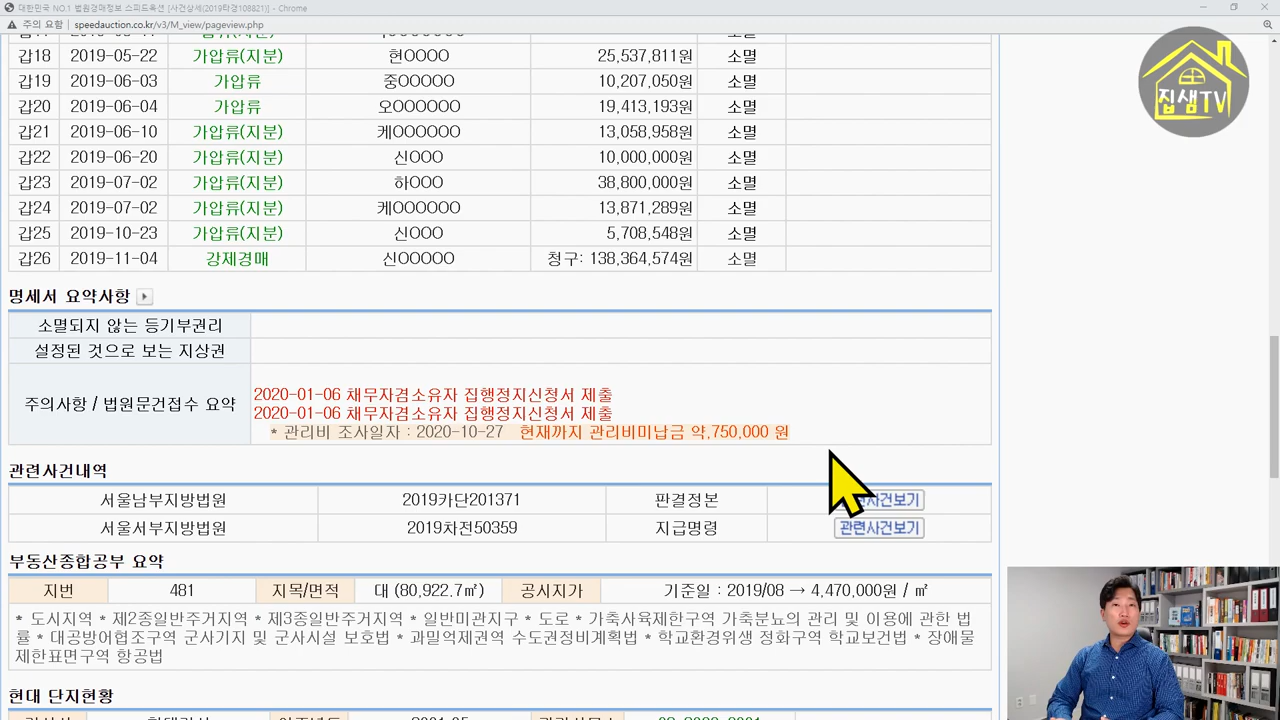 대한민국 NO.1 법원경매정보 스피드옥션 [사건상세(2019타경108821)] - Chrome
주의 요함 speedauction.co.kr/v3/M_view/pageview.php
갑18 2019-05-22 가압류(지분) 현OOOO 25,537,811원 소멸
갑19 2019-06-03 가압류 중OOOOO 10,207,050원 소멸
갑20 2019-06-04 가압류 오OOOOOO 19,413,193원 소멸
갑21 2019-06-10 가압류(지분) 케OOOOOO 13,058,958원 소멸
갑22 2019-06-20 가압류(지분) 신OOO 10,000,000원 소멸
갑23 2019-07-02 가압류(지분) 하OOO 38,800,000원 소멸
갑24 2019-07-02 가압류(지분) 케OOOOOO 13,871,289원 소멸
갑25 2019-10-23 가압류(지분) 신OOO 5,708,548원 소멸
갑26 2019-11-04 강제경매 신OOOOO 청구: 138,364,574원 소멸
집샘TV
명세서 요약사항
소멸되지 않는 등기부권리
설정된 것으로 보는 지상권
주의사항 / 법원문건접수 요약
2020-01-06 채무자겸소유자 집행정지신청서 제출
2020-01-06 채무자겸소유자 집행정지신청서 제출
* 관리비 조사일자 : 2020-10-27 현재까지 관리비미납금 약,750,000 원
관련사건내역
서울남부지방법원 2019카단201371 판결정본 사건보기
서울서부지방법원 2019차전50359 지급명령 관련사건보기
부동산종합공부 요약
지번 481 지목/면적 대 (80,922.7㎡) 공시지가 기준일 : 2019/08 → 4,470,000원 / ㎡
* 도시지역 * 제2종일반주거지역 * 제3종일반주거지역 * 일반미관지구 * 도로 * 가축사육제한구역 가축분뇨의 관리 및 이용에 관한 법
률 * 대공방어협조구역 군사기지 및 군사시설 보호법 * 과밀억제권역 수도권정비계획법 * 학교환경위생 정화구역 학교보건법 * 장애물
제한표면구역 항공법
현대 단지현황